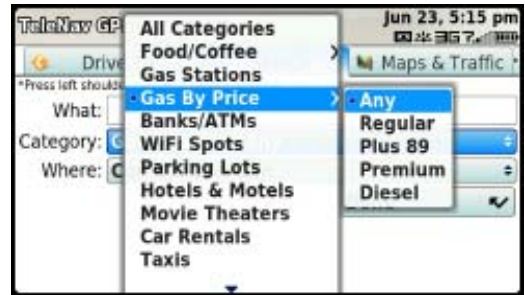 TeleNav GP
Jun 23, 5:15 pm
Drive
Maps & Traffic
*Press left shoulde
What:
Category: G
Where: C
All Categories
Food/Coffee
Gas Stations
Gas By Price
Banks/ATMs
WiFi Spots
Parking Lots
Hotels & Motels
Movie Theaters
Car Rentals
Taxis
Any
Regular
Plus 89
Premium
Diesel